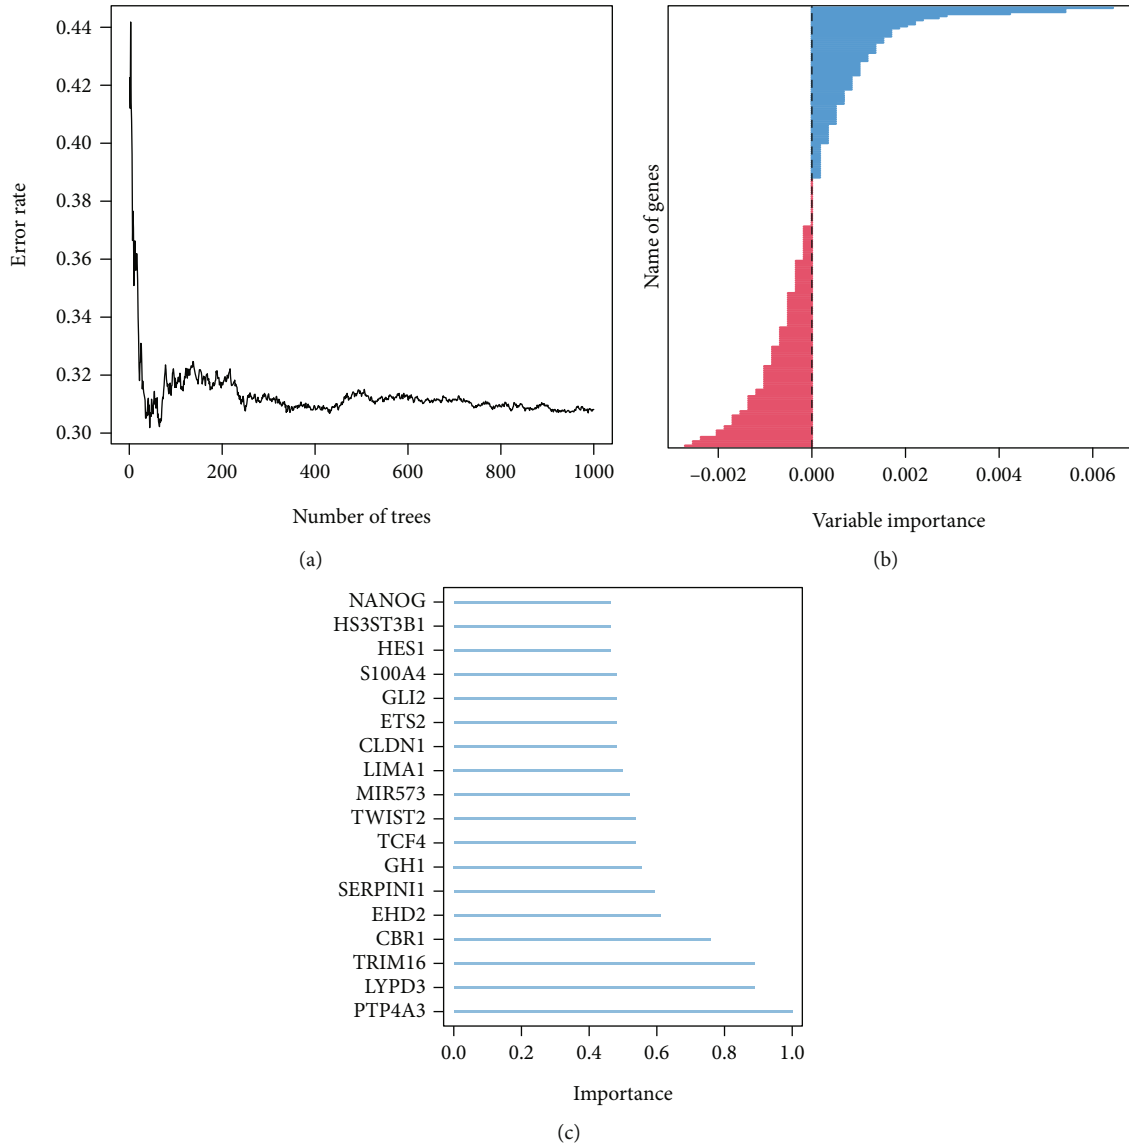 0.44
0.42
0.40
0.38
0.36
0.34
0.32
0.30
Error rate
0 200 400 600 800 1000
Number of trees
(a)
Name of genes
−0.002 0.000 0.002 0.004 0.006
Variable importance
(b)
NANOG
HS3ST3B1
HES1
S100A4
GLI2
ETS2
CLDN1
LIMA1
MIR573
TWIST2
TCF4
GH1
SERPINI1
EHD2
CBR1
TRIM16
LYPD3
PTP4A3
0.0 0.2 0.4 0.6 0.8 1.0
Importance
(c)